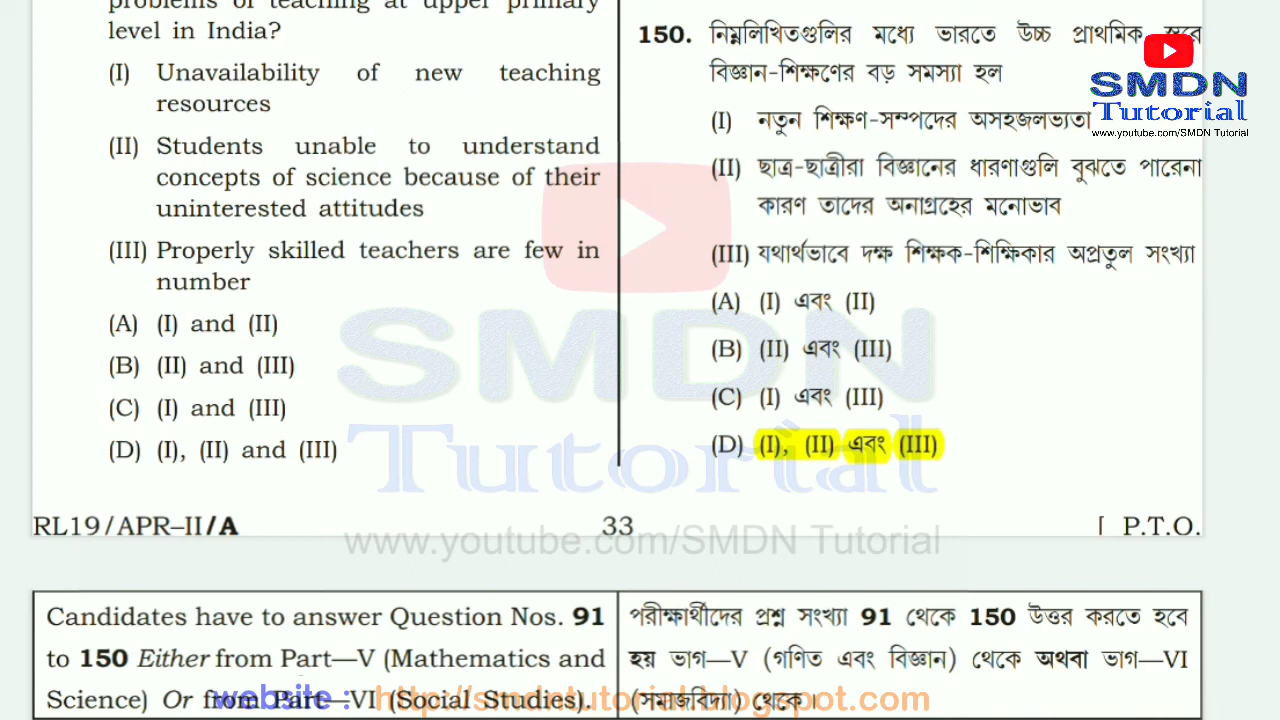 problems of teaching at upper primary
level in India?
(I) Unavailability of new teaching
resources
(II) Students unable to understand
concepts of science because of their
uninterested attitudes
(III) Properly skilled teachers are few in
number
(A) (I) and (II)
(B) (II) and (III)
(C) (I) and (III)
(D) (I), (II) and (III)
150. নিম্নলিখিতগুলির মধ্যে ভারতে উচ্চ প্রাথমিক স্তরে
বিজ্ঞান-শিক্ষণের বড় সমস্যা হল
(I) নতুন শিক্ষণ-সম্পদের অসহজলভ্যতা
(II) ছাত্র-ছাত্রীরা বিজ্ঞানের ধারণাগুলি বুঝতে পারেনা
কারণ তাদের অনাগ্রহের মনোভাব
(III) যথার্থভাবে দক্ষ শিক্ষক-শিক্ষিকার অপ্রতুল সংখ্যা
(A) (I) এবং (II)
(B) (II) এবং (III)
(C) (I) এবং (III)
(D) (I), (II) এবং (III)
SMDN
Tutorial
www.youtube.com/SMDN Tutorial
SMDN
Tutorial
www.youtube.com/SMDN Tutorial
RL19/APR–II/A 33 [ P.T.O.
Candidates have to answer Question Nos. 91
to 150 Either from Part—V (Mathematics and
Science) Or from Part—VI (Social Studies).
পরীক্ষার্থীদের প্রশ্ন সংখ্যা 91 থেকে 150 উত্তর করতে হবে
হয় ভাগ—V (গণিত এবং বিজ্ঞান) থেকে অথবা ভাগ—VI
(সমাজবিদ্যা) থেকে।
website : http://smdntutorial.blogspot.com